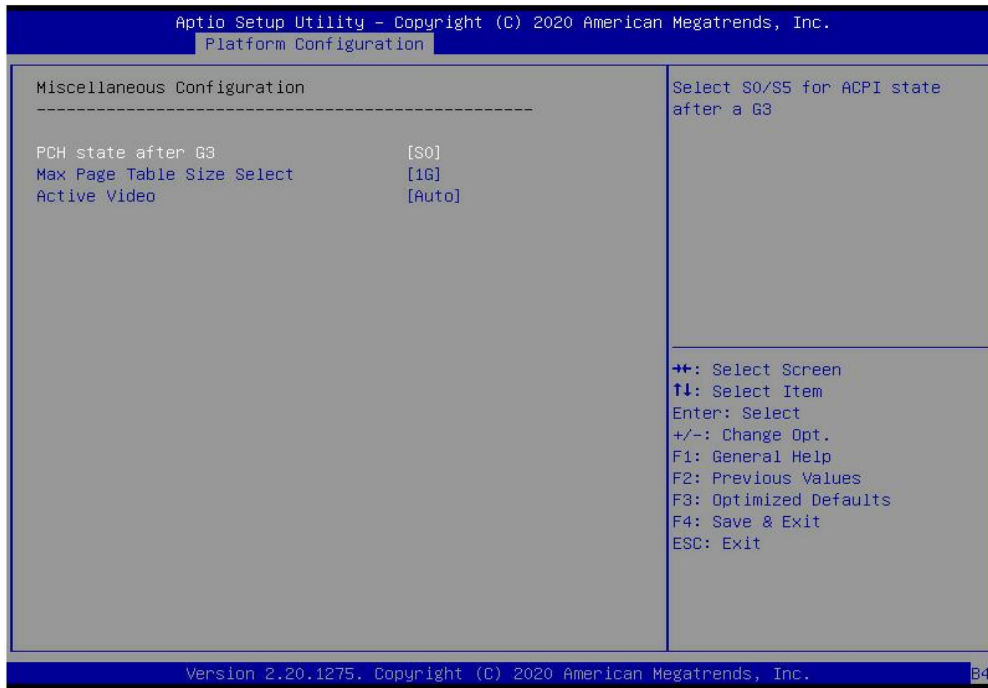 Aptio Setup Utility – Copyright (C) 2020 American Megatrends, Inc.
Platform Configuration
Miscellaneous Configuration
--------------------------------------------------
PCH state after G3 [S0]
Max Page Table Size Select [1G]
Active Video [Auto]
Select S0/S5 for ACPI state
after a G3
→←: Select Screen
↑↓: Select Item
Enter: Select
+/-: Change Opt.
F1: General Help
F2: Previous Values
F3: Optimized Defaults
F4: Save & Exit
ESC: Exit
Version 2.20.1275. Copyright (C) 2020 American Megatrends, Inc.
B4